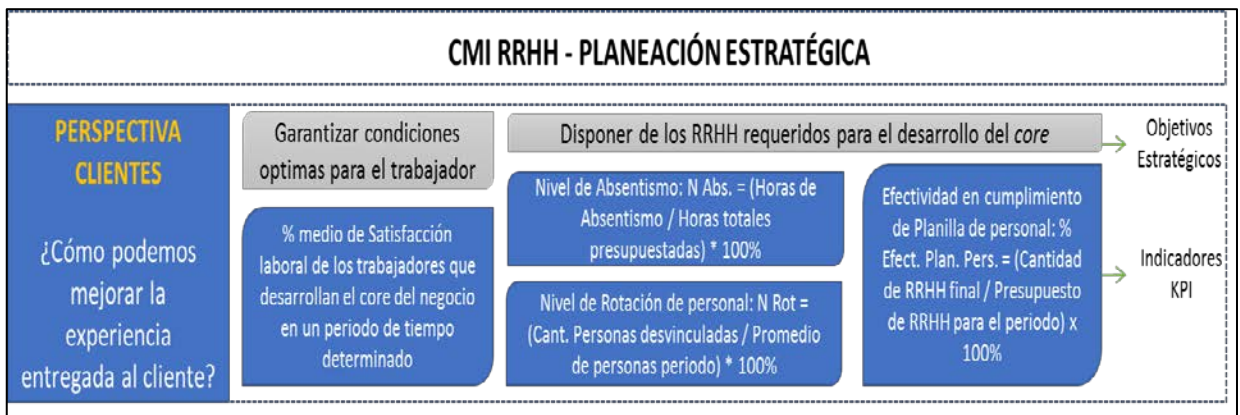 CMI RRHH - PLANEACIÓN ESTRATÉGICA
PERSPECTIVA
CLIENTES
¿Cómo podemos
mejorar la
experiencia
entregada al cliente?
Garantizar condiciones
optimas para el trabajador
% medio de Satisfacción
laboral de los trabajadores que
desarrollan el core del negocio
en un periodo de tiempo
determinado
Disponer de los RRHH requeridos para el desarrollo del core
Nivel de Absentismo: N Abs. = (Horas de
Absentismo / Horas totales
presupuestadas) * 100%
Nivel de Rotación de personal: N Rot =
(Cant. Personas desvinculadas / Promedio
de personas periodo) * 100%
Efectividad en cumplimiento
de Planilla de personal: %
Efect. Plan. Pers. = (Cantidad
de RRHH final / Presupuesto
de RRHH para el periodo) x
100%
Objetivos
Estratégicos
Indicadores
KPI